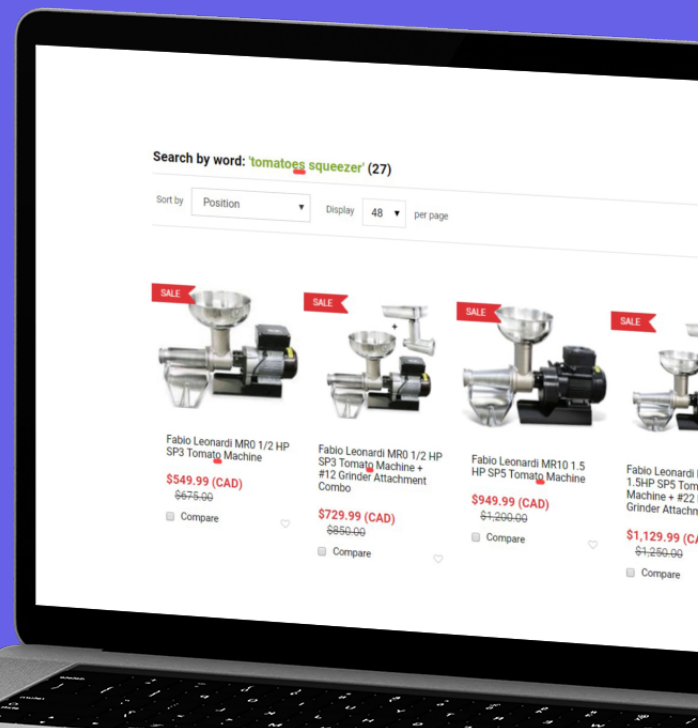 Search by word: 'tomatoes squeezer' (27)
Sort by Position Display 48 per page
SALE
SALE
SALE
SALE
Fabio Leonardi MR0 1/2 HP
SP3 Tomato Machine
$549.99 (CAD)
$675.00
Compare
Fabio Leonardi MR0 1/2 HP
SP3 Tomato Machine +
#12 Grinder Attachment
Combo
$729.99 (CAD)
$850.00
Compare
Fabio Leonardi MR10 1.5
HP SP5 Tomato Machine
$949.99 (CAD)
$1,200.00
Compare
Fabio Leonardi
1.5HP SP5 Tom
Machine + #22
Grinder Attachm
$1,129.99 (CA
$1,250.00
Compare